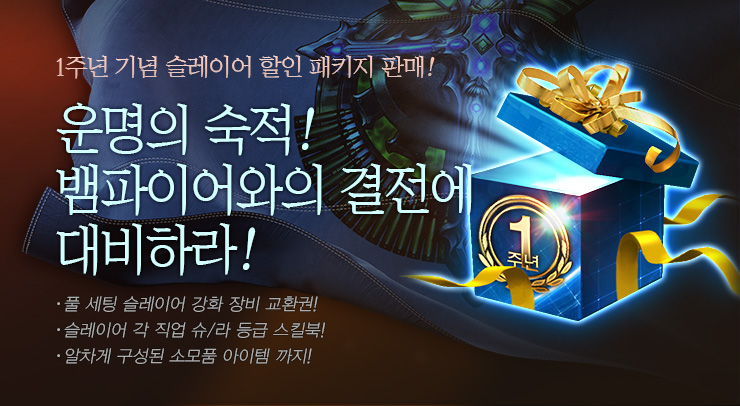 1주년 기념 슬레이어 할인 패키지 판매!
운명의 숙적!
뱀파이어와의 결전에
대비하라!
· 풀 세팅 슬레이어 강화 장비 교환권!
· 슬레이어 각 직업 슈/라 등급 스킬북!
· 알차게 구성된 소모품 아이템 까지!
1
주년